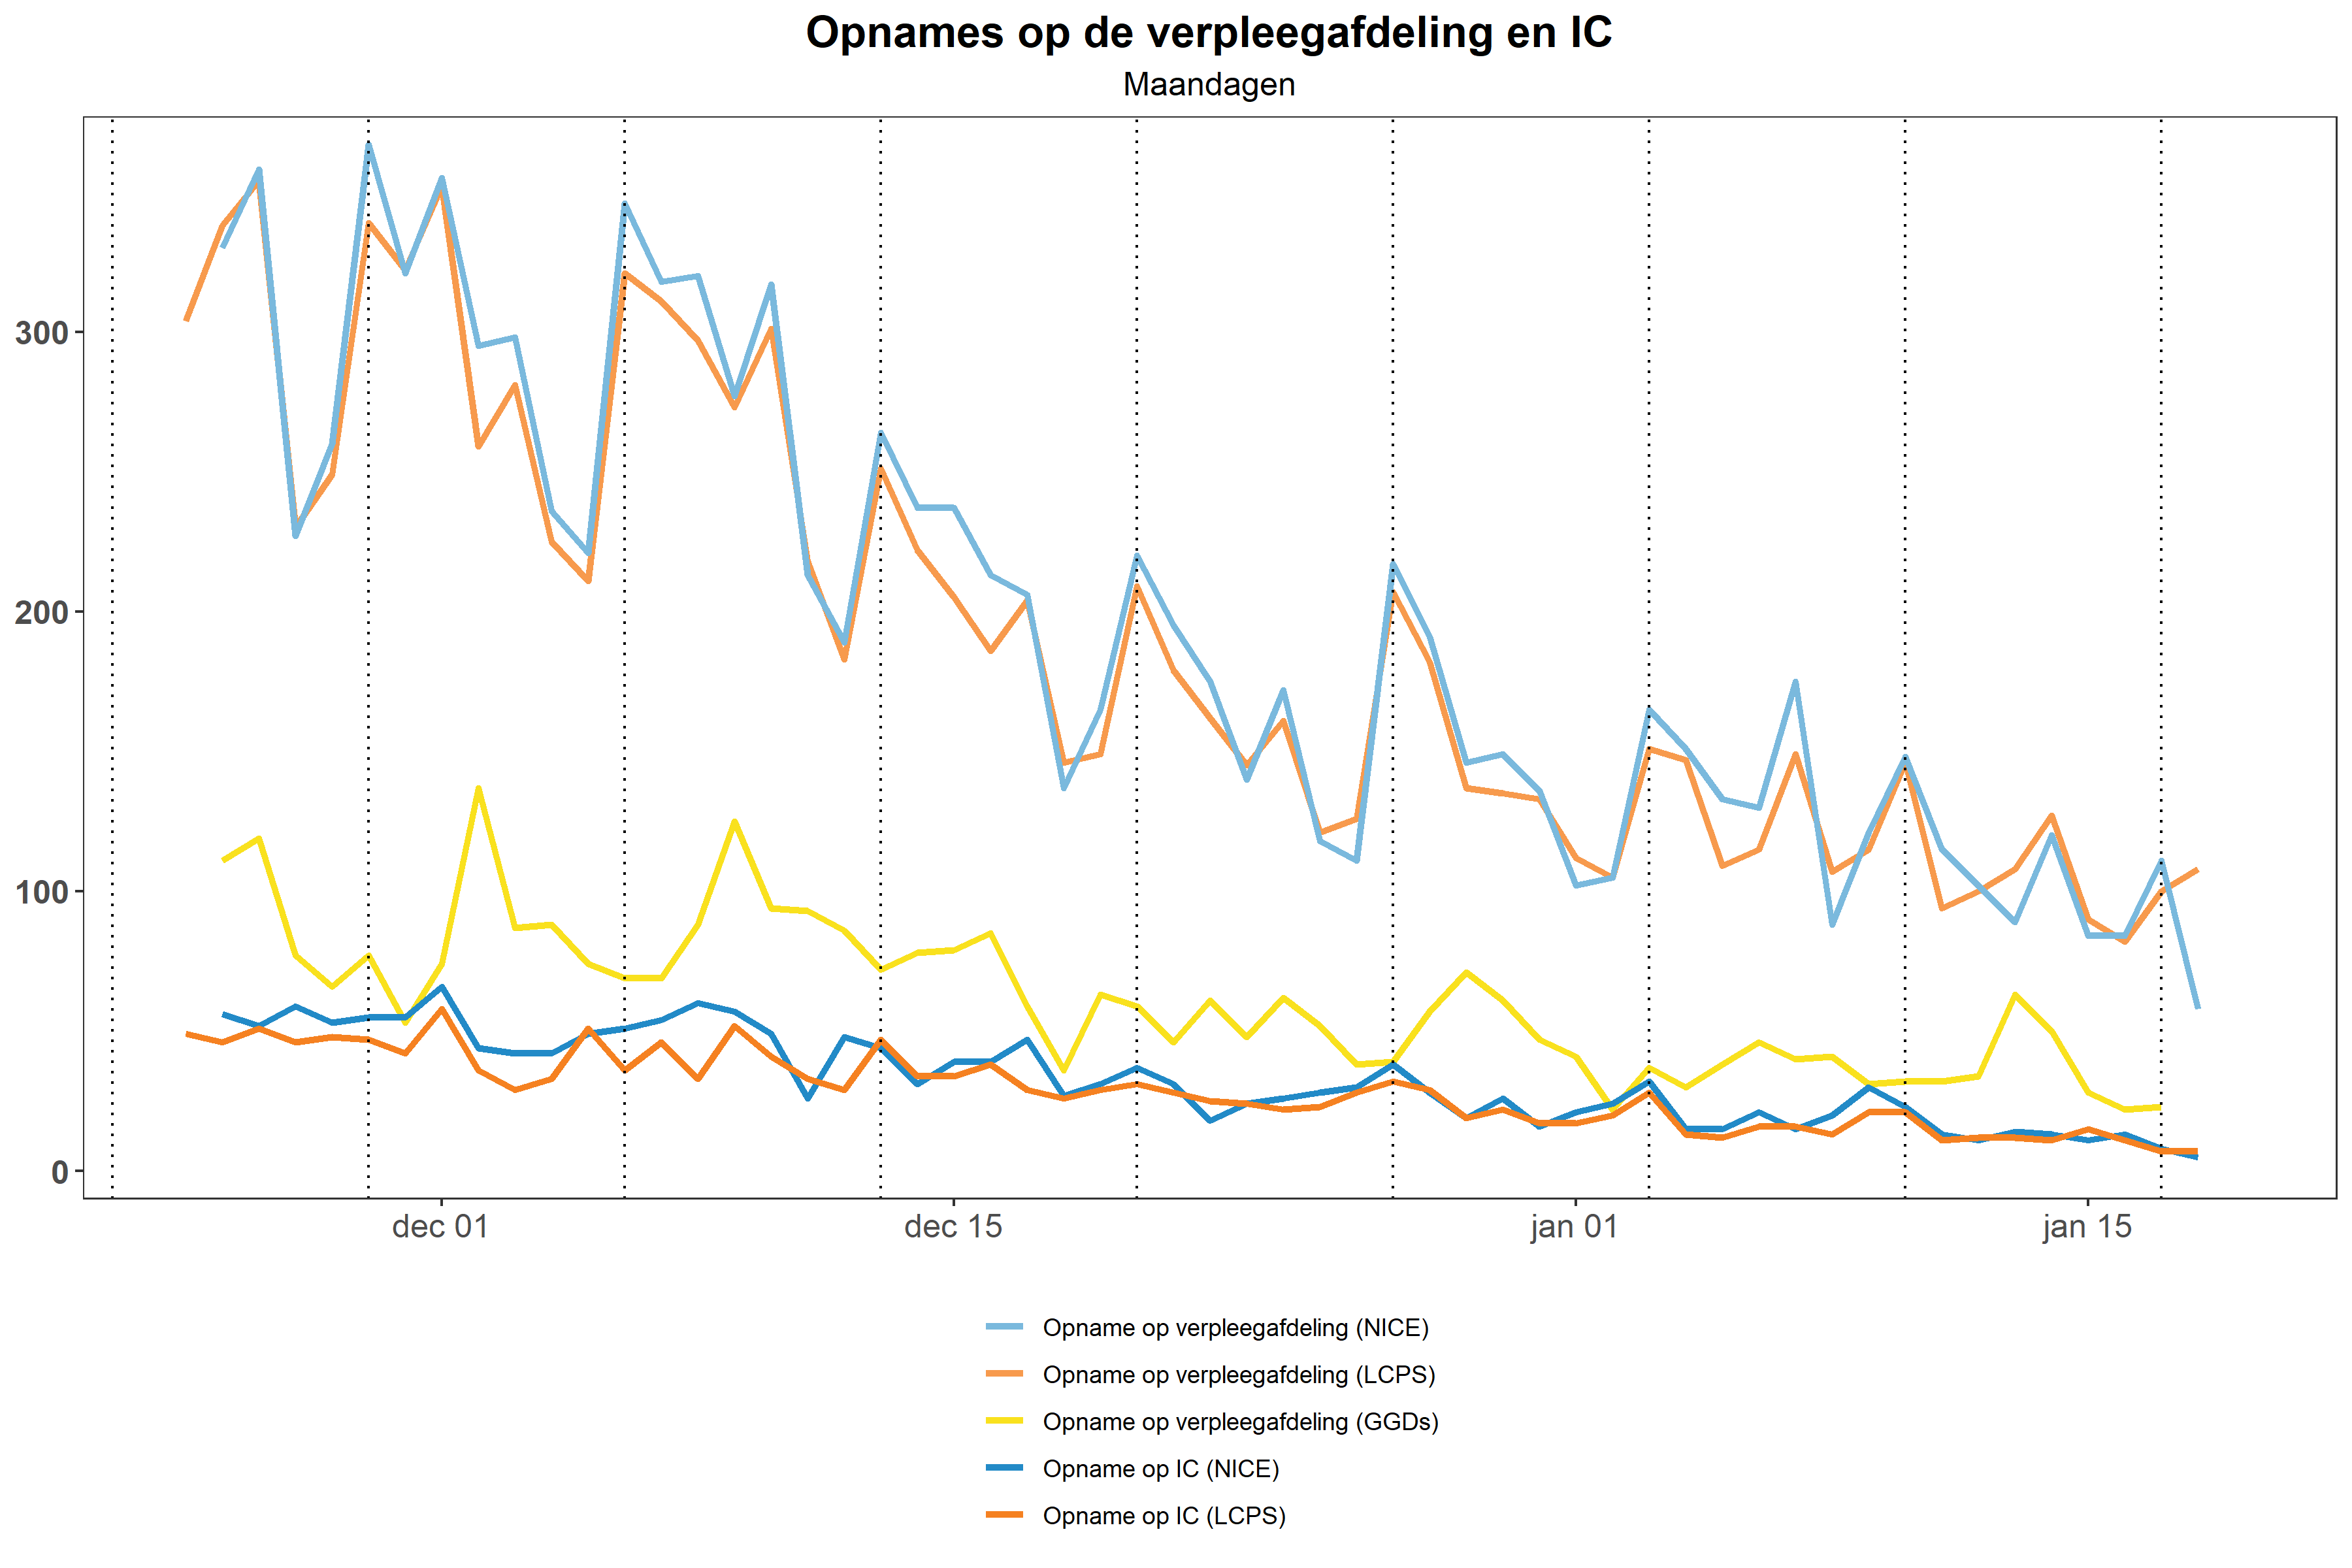 Opnames op de verpleegafdeling en IC
Maandagen
300
200
100
0
dec 01
dec 15
jan 01
jan 15
Opname op verpleegafdeling (NICE)
Opname op verpleegafdeling (LCPS)
Opname op verpleegafdeling (GGDs)
Opname op IC (NICE)
Opname op IC (LCPS)